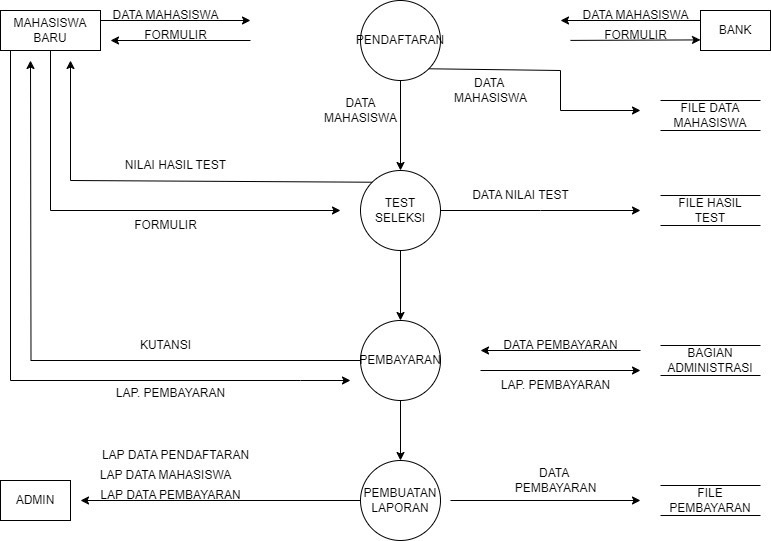 MAHASISWA
BARU
DATA MAHASISWA
FORMULIR
PENDAFTARAN
DATA MAHASISWA
FORMULIR
BANK
DATA
MAHASISWA
DATA
MAHASISWA
FILE DATA
MAHASISWA
NILAI HASIL TEST
FORMULIR
TEST
SELEKSI
DATA NILAI TEST
FILE HASIL
TEST
KUTANSI
LAP. PEMBAYARAN
PEMBAYARAN
DATA PEMBAYARAN
LAP. PEMBAYARAN
BAGIAN
ADMINISTRASI
LAP DATA PENDAFTARAN
LAP DATA MAHASISWA
LAP DATA PEMBAYARAN
ADMIN
PEMBUATAN
LAPORAN
DATA
PEMBAYARAN
FILE
PEMBAYARAN